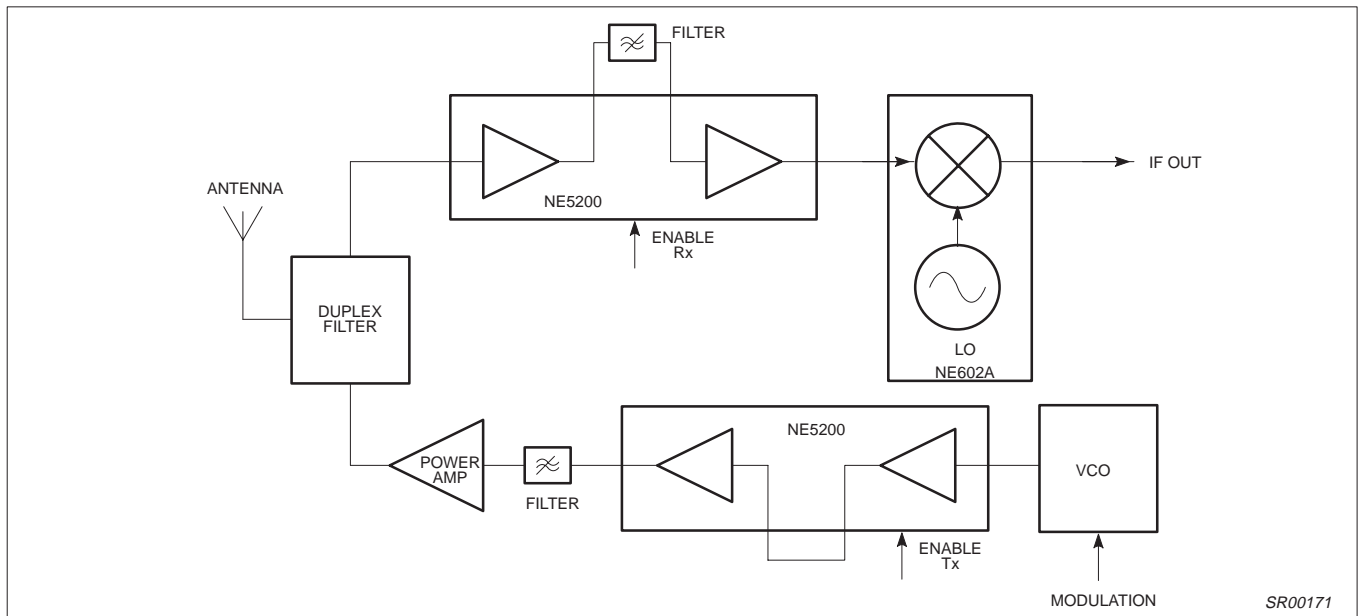 FILTER
NE5200
ENABLE
Rx
ANTENNA
DUPLEX
FILTER
IF OUT
LO
NE602A
POWER
AMP
FILTER
NE5200
ENABLE
Tx
VCO
MODULATION
SR00171